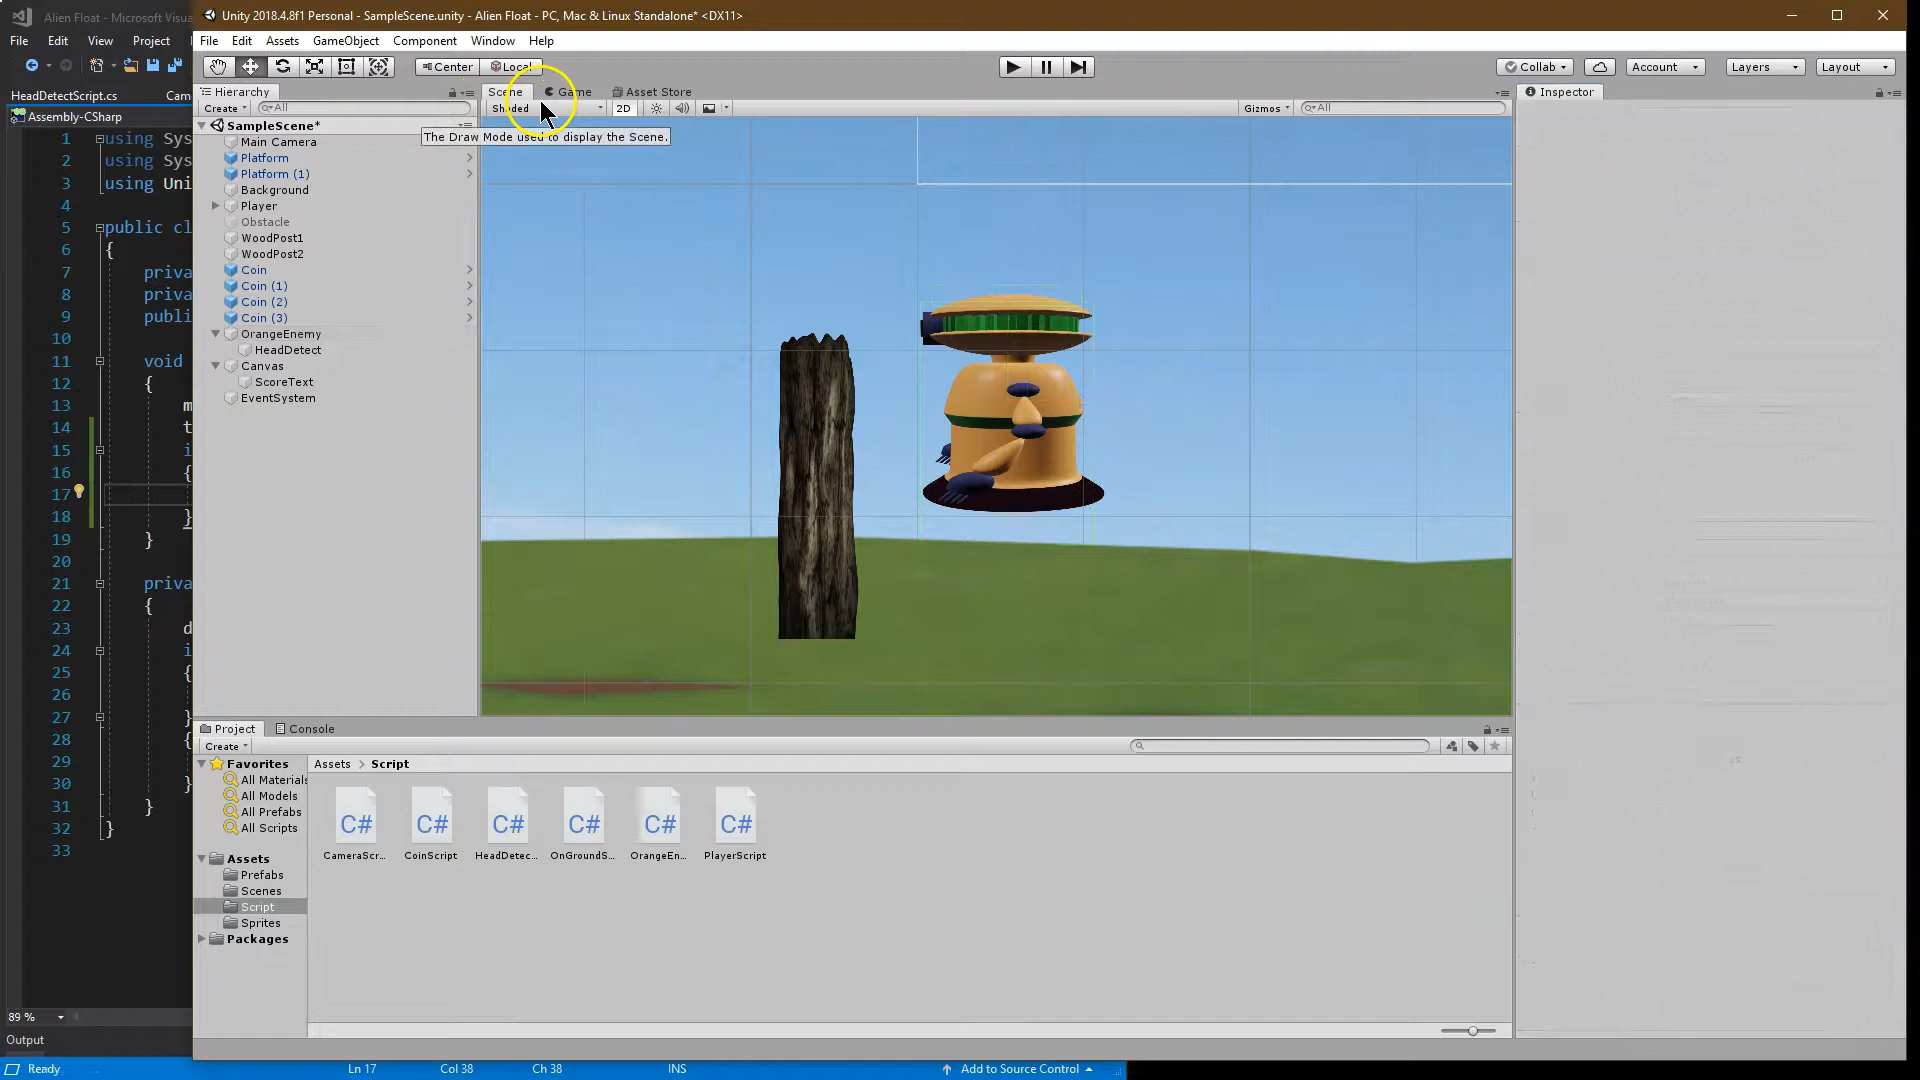 Alien Float - Microsoft Visua
Unity 2018.4.8f1 Personal - SampleScene.unity - Alien Float - PC, Mac & Linux Standalone* <DX11>
File Edit View Project
File Edit Assets GameObject Component Window Help
Center Local
Collab Account Layers Layout
HeadDetectScript.cs Cam
Hierarchy
Scene Game Asset Store
Inspector
Create All
Shaded 2D
Gizmos All
Assembly-CSharp
SampleScene*
The Draw Mode used to display the Scene.
Main Camera
Platform
Platform (1)
Background
Player
Obstacle
WoodPost1
WoodPost2
Coin
Coin (1)
Coin (2)
Coin (3)
OrangeEnemy
HeadDetect
Canvas
ScoreText
EventSystem
1 using Sys
2 using Sys
3 using Uni
4
5 public cl
6 {
7 priva
8 priva
9 publi
10
11 void
12 {
13 m
14 t
15 i
16 {
17
18 }
19 }
20
21 priva
22 {
23 d
24 i
25 {
26
27 }
28 {
29
30 }
31 }
32 }
33
Project Console
Create
Favorites
All Materials
All Models
All Prefabs
All Scripts
Assets
Prefabs
Scenes
Script
Sprites
Packages
Assets > Script
C# C# C# C# C# C#
CameraScr... CoinScript HeadDetec... OnGroundS... OrangeEn... PlayerScript
89 %
Output
Ready Ln 17 Col 38 Ch 38 INS Add to Source Control